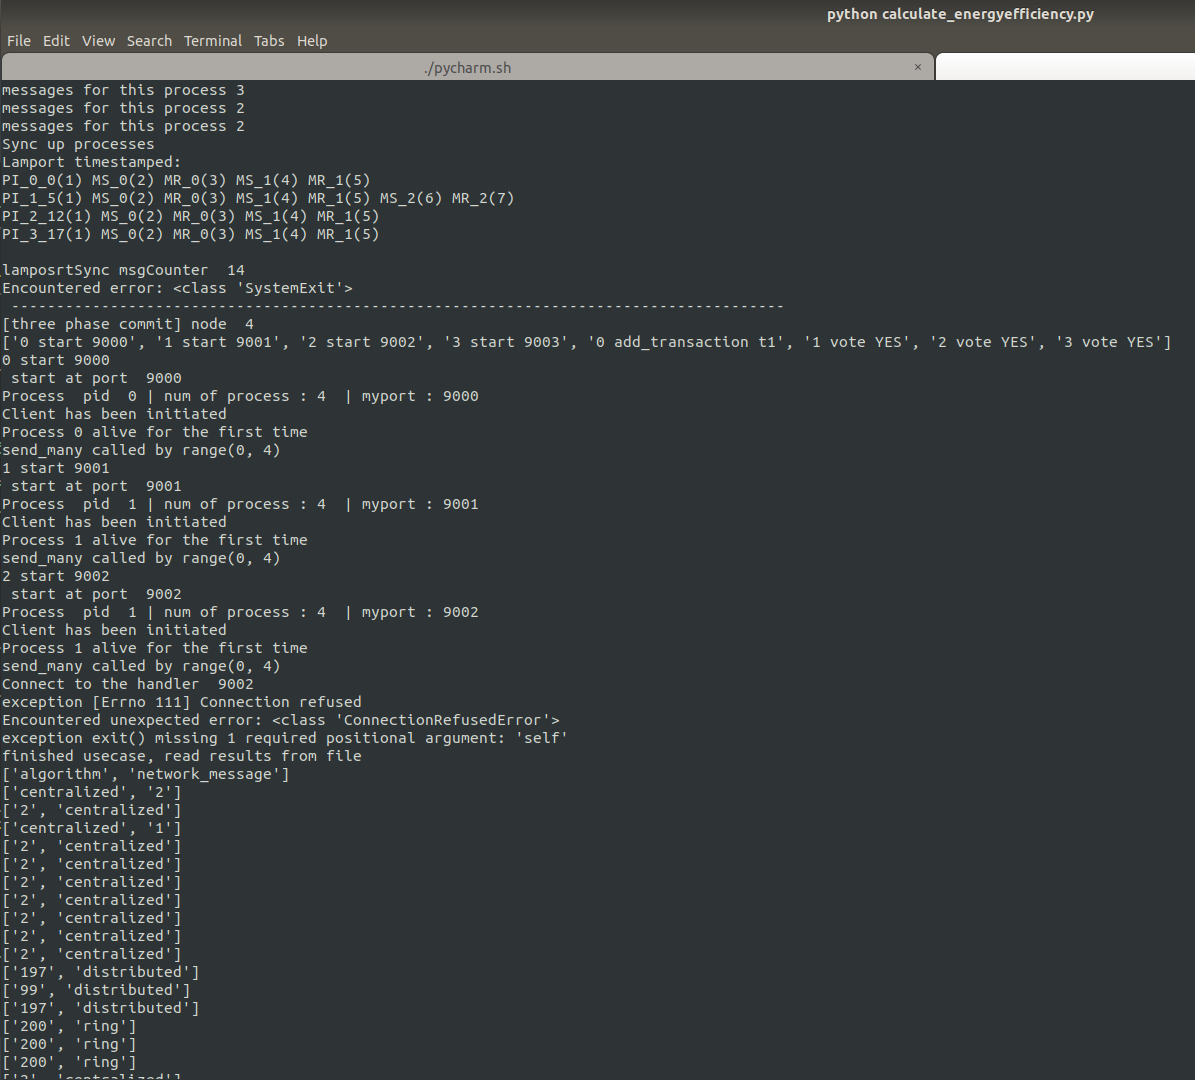 python calculate_energyefficiency.py
File Edit View Search Terminal Tabs Help
./pycharm.sh ×
messages for this process 3
messages for this process 2
messages for this process 2
Sync up processes
Lamport timestamped:
PI_0_0(1) MS_0(2) MR_0(3) MS_1(4) MR_1(5)
PI_1_5(1) MS_0(2) MR_0(3) MS_1(4) MR_1(5) MS_2(6) MR_2(7)
PI_2_12(1) MS_0(2) MR_0(3) MS_1(4) MR_1(5)
PI_3_17(1) MS_0(2) MR_0(3) MS_1(4) MR_1(5)
lamposrtSync msgCounter  14
Encountered error: <class 'SystemExit'>
--------------------------------------------------------------------------------------
[three phase commit] node  4
['0 start 9000', '1 start 9001', '2 start 9002', '3 start 9003', '0 add_transaction t1', '1 vote YES', '2 vote YES', '3 vote YES']
0 start 9000
start at port  9000
Process  pid  0 | num of process : 4  | myport : 9000
Client has been initiated
Process 0 alive for the first time
send_many called by range(0, 4)
1 start 9001
start at port  9001
Process  pid  1 | num of process : 4  | myport : 9001
Client has been initiated
Process 1 alive for the first time
send_many called by range(0, 4)
2 start 9002
start at port  9002
Process  pid  1 | num of process : 4  | myport : 9002
Client has been initiated
Process 1 alive for the first time
send_many called by range(0, 4)
Connect to the handler  9002
exception [Errno 111] Connection refused
Encountered unexpected error: <class 'ConnectionRefusedError'>
exception exit() missing 1 required positional argument: 'self'
finished usecase, read results from file
['algorithm', 'network_message']
['centralized', '2']
['2', 'centralized']
['centralized', '1']
['2', 'centralized']
['2', 'centralized']
['2', 'centralized']
['2', 'centralized']
['2', 'centralized']
['2', 'centralized']
['2', 'centralized']
['197', 'distributed']
['99', 'distributed']
['197', 'distributed']
['200', 'ring']
['200', 'ring']
['200', 'ring']